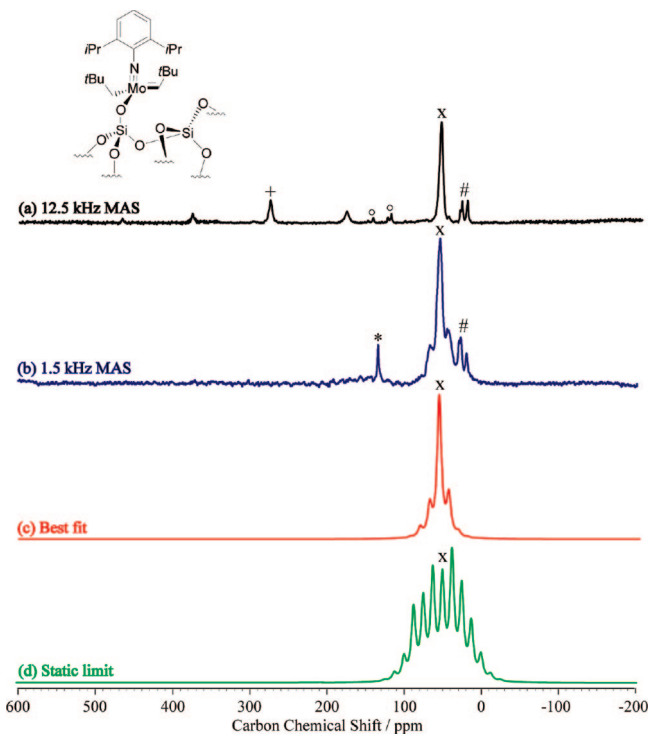 iPr iPr
N
tBu tBu
Mo
O
Si O O
O O Si
O O O O
x
+ o o #
(a) 12.5 kHz MAS
x
* #
(b) 1.5 kHz MAS
x
(c) Best fit
x
(d) Static limit
600 500 400 300 200 100 0 -100 -200
Carbon Chemical Shift / ppm